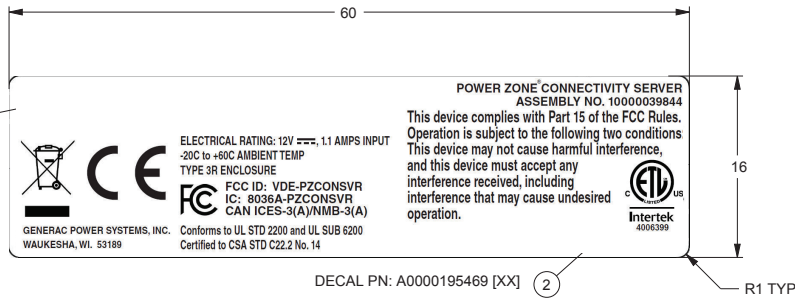 60
POWER ZONE® CONNECTIVITY SERVER
ASSEMBLY NO. 10000039844
This device complies with Part 15 of the FCC Rules.
Operation is subject to the following two conditions:
This device may not cause harmful interference,
and this device must accept any
interference received, including
interference that may cause undesired
operation.
ELECTRICAL RATING: 12V ⎓, 1.1 AMPS INPUT
-20C to +60C AMBIENT TEMP
TYPE 3R ENCLOSURE
CE
FC
FCC ID: VDE-PZCONSVR
IC: 8036A-PZCONSVR
CAN ICES-3(A)/NMB-3(A)
GENERAC POWER SYSTEMS, INC.
WAUKESHA, WI. 53189
Conforms to UL STD 2200 and UL SUB 6200
Certified to CSA STD C22.2 No. 14
C ETL US
LISTED
Intertek
4006399
16
DECAL PN: A0000195469 [XX]
2
R1 TYP